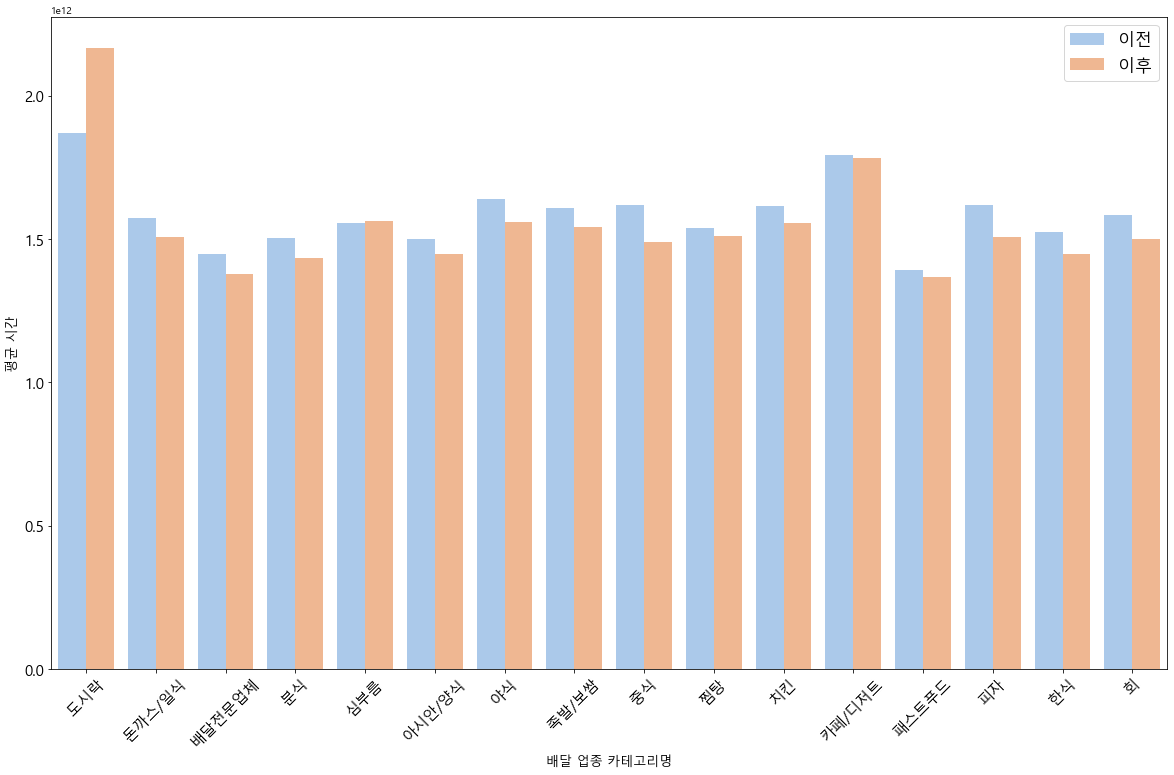 1e12
이전
이후
2.0
1.5
1.0
0.5
0.0
평균 시간
도시락
돈까스/일식
배달전문업체
분식
심부름
아시안/양식
야식
족발/보쌈
중식
찜탕
치킨
카페/디저트
패스트푸드
피자
한식
회
배달 업종 카테고리명